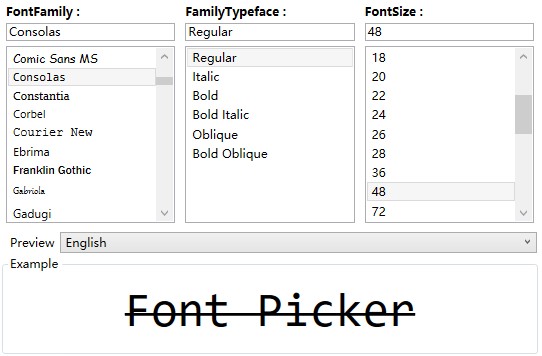 FontFamily :
Consolas
Comic Sans MS
Consolas
Constantia
Corbel
Courier New
Ebrima
Franklin Gothic
Gabriola
Gadugi
FamilyTypeface :
Regular
Regular
Italic
Bold
Bold Italic
Oblique
Bold Oblique
FontSize :
48
18
20
22
24
26
28
36
48
72
Preview English
Example
Font Picker